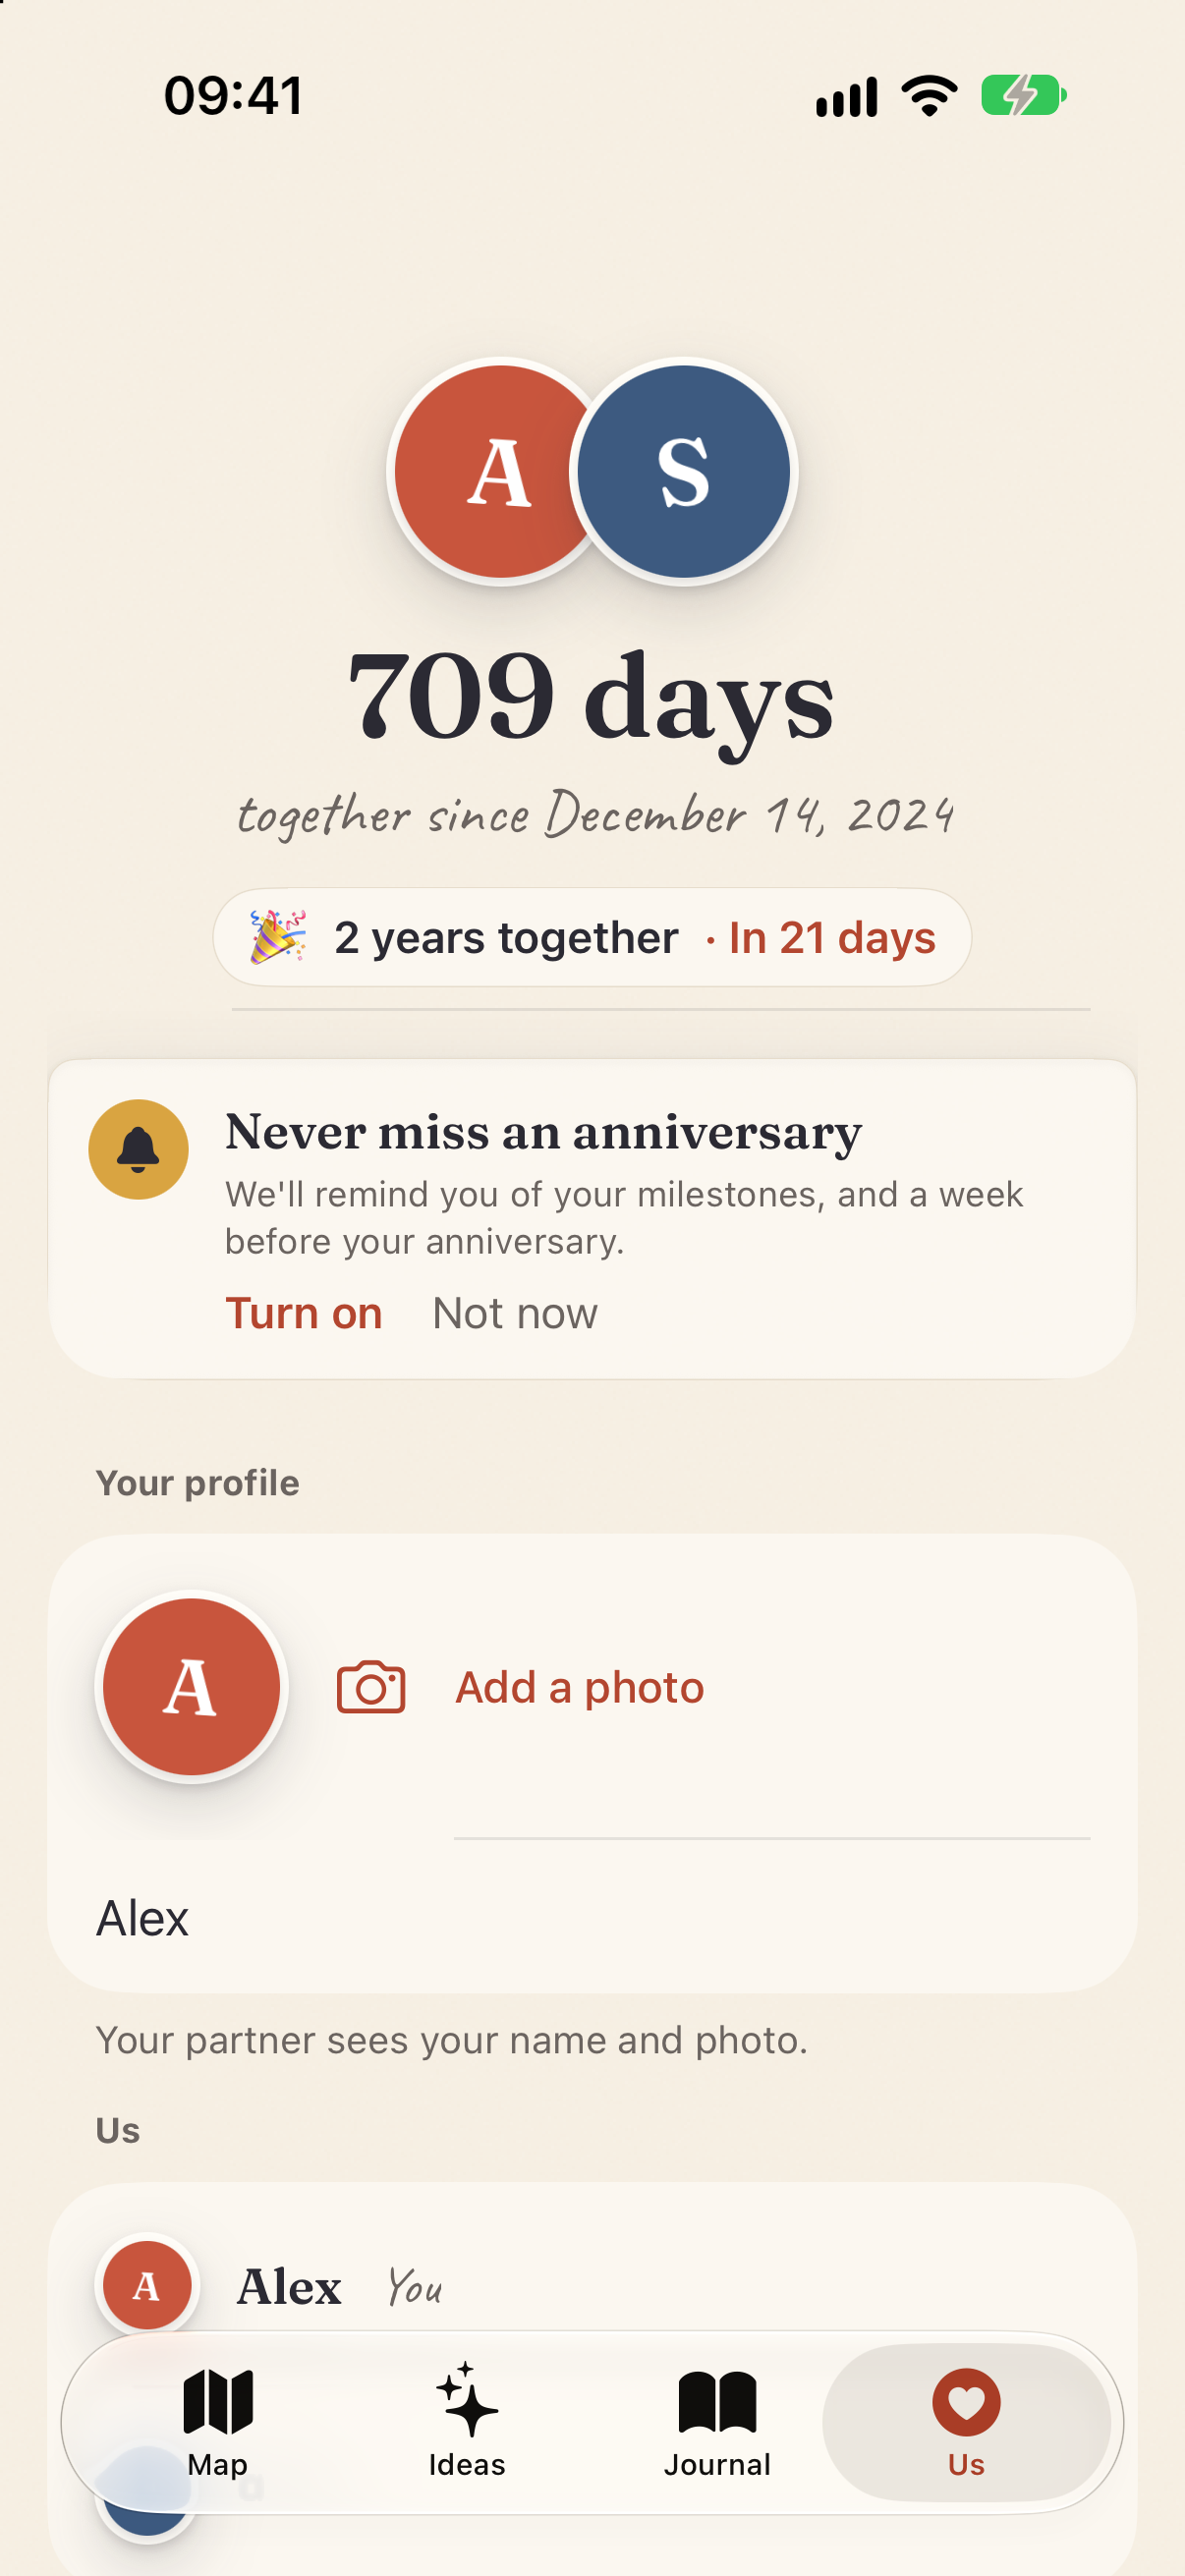 09:41
A S
709 days
together since December 14, 2024
2 years together · In 21 days
Never miss an anniversary
We'll remind you of your milestones, and a week
before your anniversary.
Turn on Not now
Your profile
A Add a photo
Alex
Your partner sees your name and photo.
Us
A Alex You
Map Ideas Journal Us